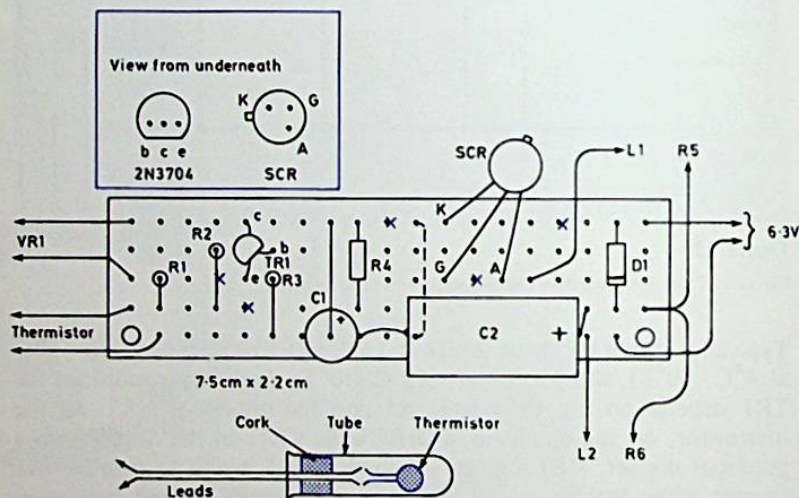 View from underneath
K G
A
b c e
2N3704 SCR
SCR
L1 R5
K
c
VR1
R2
b
TR1
6·3V
R1
e
R3
R4
G
A
D1
C1
+
C2
+
Thermistor
7·5cm x 2·2cm
L2 R6
Cork Tube Thermistor
Leads